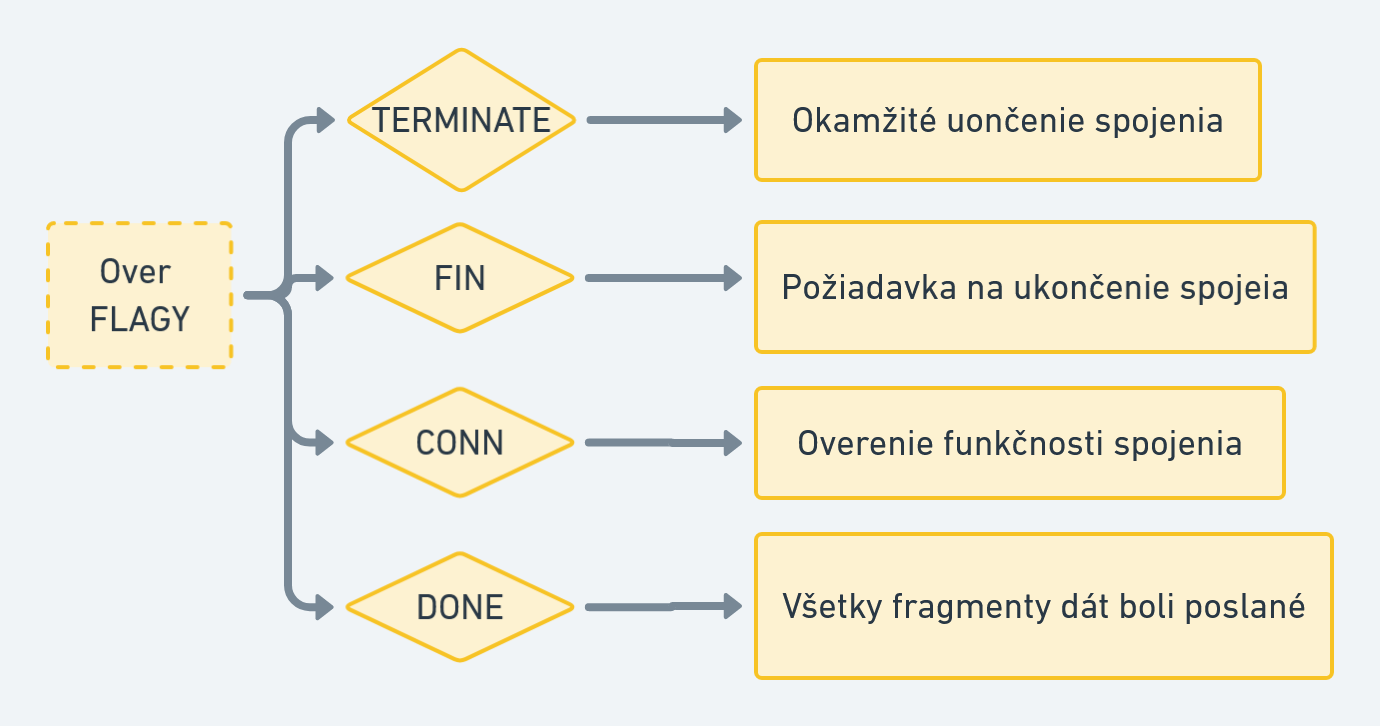 TERMINATE
Okamžité uončenie spojenia
Over
FLAGY
FIN
Požiadavka na ukončenie spojeia
CONN
Overenie funkčnosti spojenia
DONE
Všetky fragmenty dát boli poslané